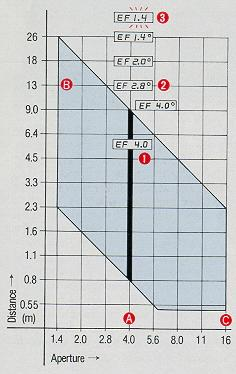 EF 1.4 3
26 EF 1.4°
18 EF 2.0°
13 B EF 2.8° 2
9,0 EF 4.0°
6.4 EF 4.0
4.5 1
3.3
2.3
1.6
1.1
0.8
0.55
Distance →
(m)
A C
1.4 2.0 2.8 4.0 5.6 8.0 11 16
Aperture →